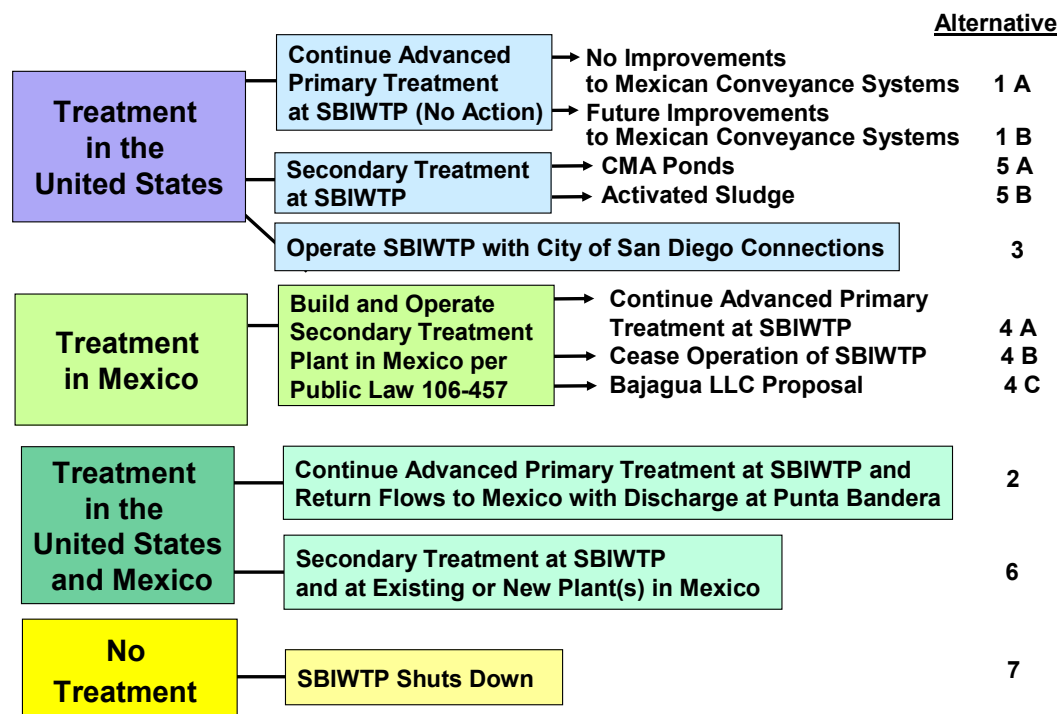 Alternative
Treatment
in the
United States
Continue Advanced
Primary Treatment
at SBIWTP (No Action)
No Improvements
to Mexican Conveyance Systems 1 A
Future Improvements
to Mexican Conveyance Systems 1 B
Secondary Treatment
at SBIWTP
CMA Ponds 5 A
Activated Sludge 5 B
Operate SBIWTP with City of San Diego Connections 3
Treatment
in Mexico
Build and Operate
Secondary Treatment
Plant in Mexico per
Public Law 106-457
Continue Advanced Primary
Treatment at SBIWTP 4 A
Cease Operation of SBIWTP 4 B
Bajagua LLC Proposal 4 C
Treatment
in the
United States
and Mexico
Continue Advanced Primary Treatment at SBIWTP and
Return Flows to Mexico with Discharge at Punta Bandera
2
Secondary Treatment at SBIWTP
and at Existing or New Plant(s) in Mexico
6
No
Treatment
SBIWTP Shuts Down
7